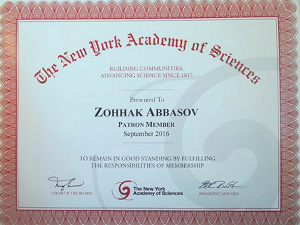 The New York Academy of Sciences
BUILDING COMMUNITIES,
ADVANCING SCIENCE SINCE 1817
Presented To
ZOHHAK ABBASOV
PATRON MEMBER
September 2016
TO REMAIN IN GOOD STANDING BY FULFILLING
THE RESPONSIBILITIES OF MEMBERSHIP
CHAIR OF THE BOARD
The New York
Academy of Sciences
PRESIDENT AND CEO